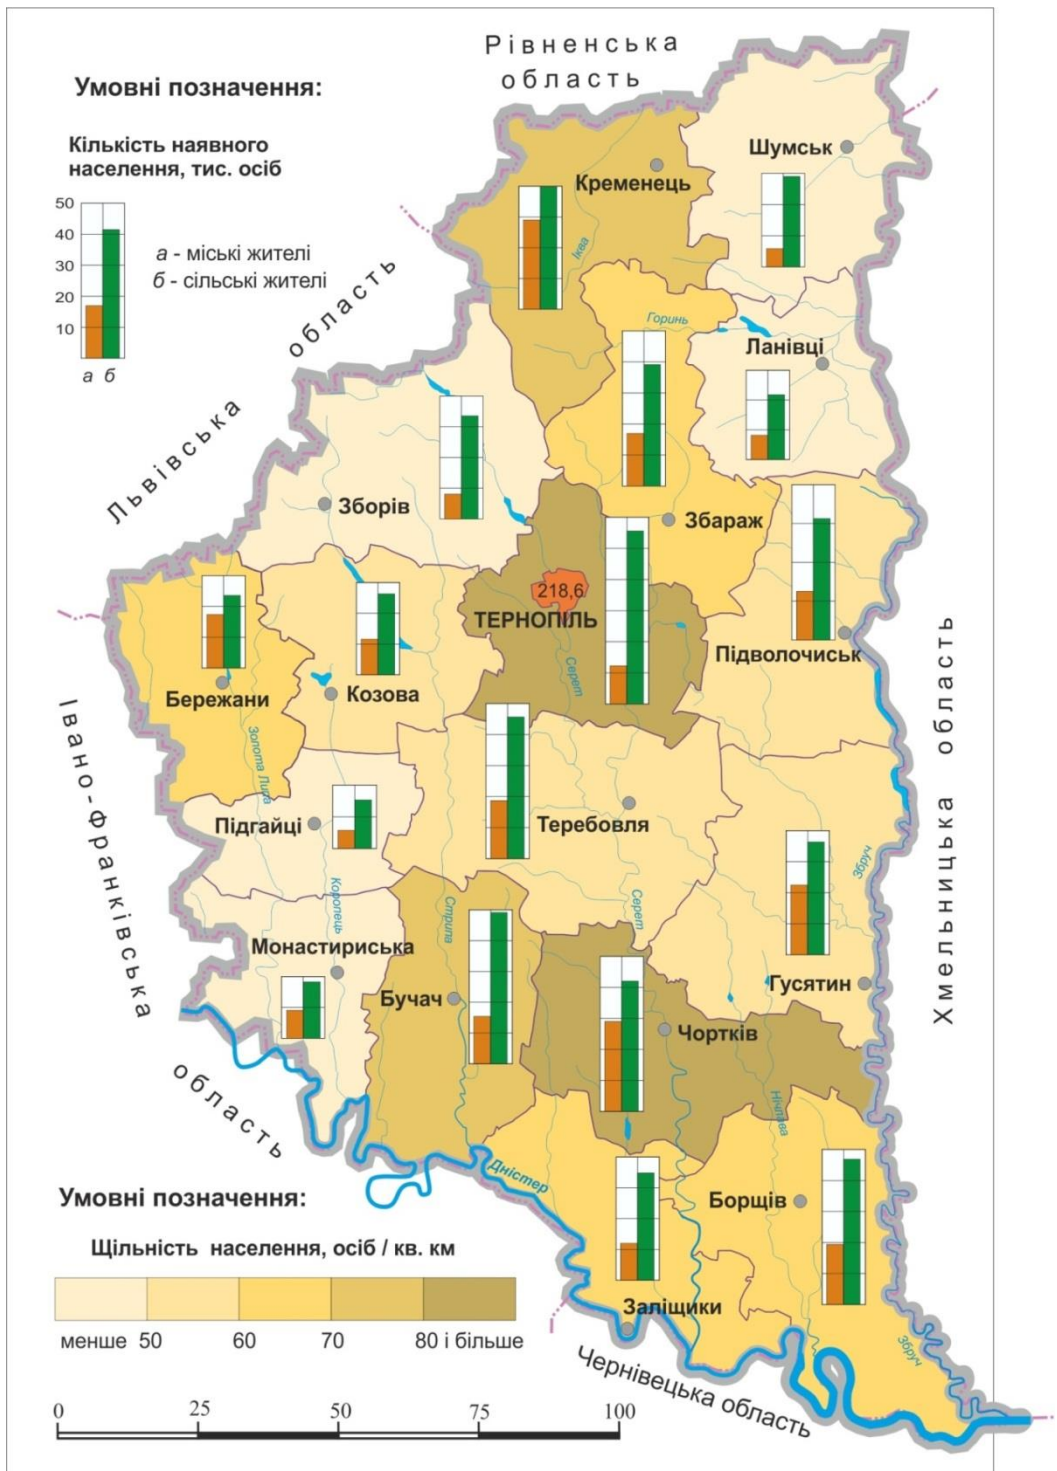 Рівненська
область
Умовні позначення:
Кількість наявного
населення, тис. осіб
50
40
30
20
10
а б
а - міські жителі
б - сільські жителі
Шумськ
Кременець
Іква
Львівська область
Горинь
Ланівці
Зборів
Збараж
218,6
ТЕРНОПІЛЬ
Серет
Підволочиськ
Бережани
Козова
Золота Липа
Хмельницька область
Івано-Франківська область
Підгайці
Теребовля
Коропець
Стрипа
Серет
Збруч
Монастириська
Бучач
Гусятин
Чортків
Нічлава
Дністер
Борщів
Заліщики
Збруч
Чернівецька область
Умовні позначення:
Щільність населення, осіб / кв. км
менше 50 60 70 80 і більше
0 25 50 75 100